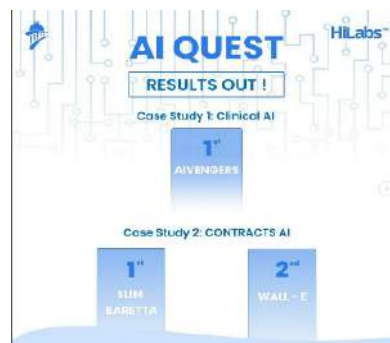 HiLabs™
AI QUEST
RESULTS OUT !
Case Study 1: Clinical AI
1st
AIVENGERS
Case Study 2: CONTRACTS AI
1st
SLIM
BARETTA
2nd
WALL - E